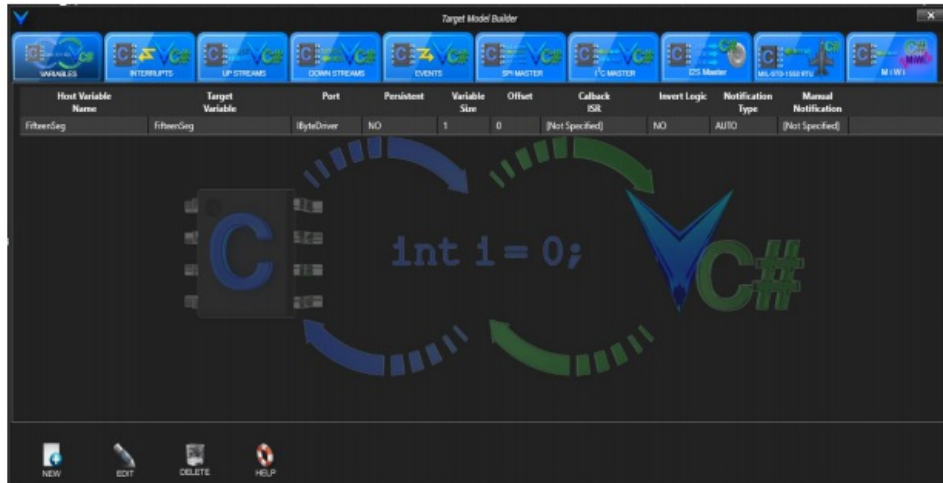 Target Model Builder
VARIABLES
INTERRUPTS
UP STREAMS
DOWN STREAMS
EVENTS
SPI MASTER
I²C MASTER
I2S Master
MIL-STD-1553 RTU
MiWi
Host Variable Name
Target Variable
Port
Persistent
Variable Size
Offset
Calback ISR
Invert Logic
Notification Type
Manual Notification
FifteenSeg FifteenSeg IByteDriver NO 1 0 [Not Specified] NO AUTO [Not Specified]
C int i = 0; C#
NEW EDIT DELETE HELP